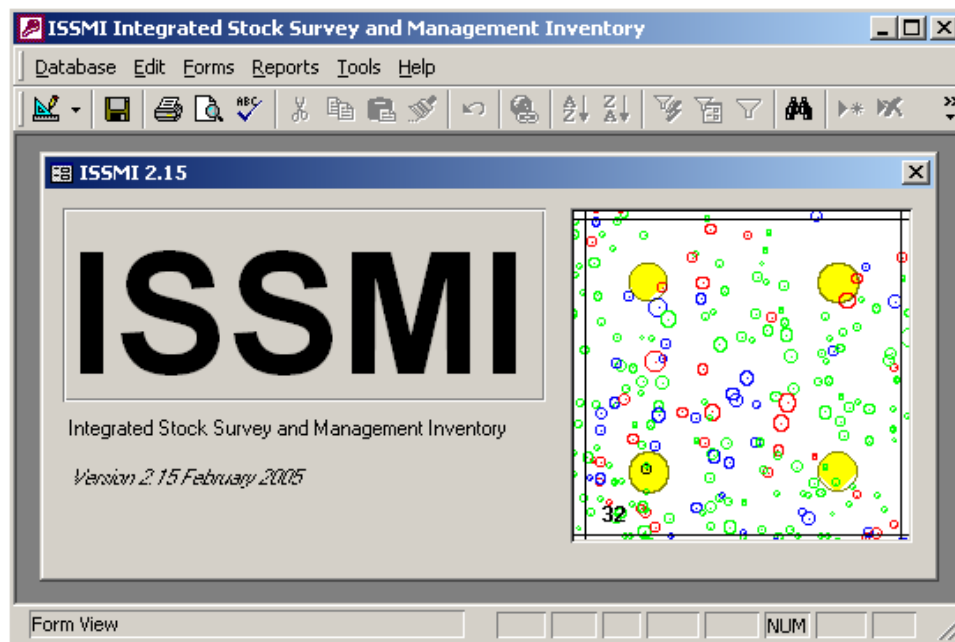 ISSMI Integrated Stock Survey and Management Inventory
Database Edit Forms Reports Tools Help
ABC
A Z Z A
ISSMI 2.15
ISSMI
Integrated Stock Survey and Management Inventory
Version 2.15 February 2005
32
Form View NUM